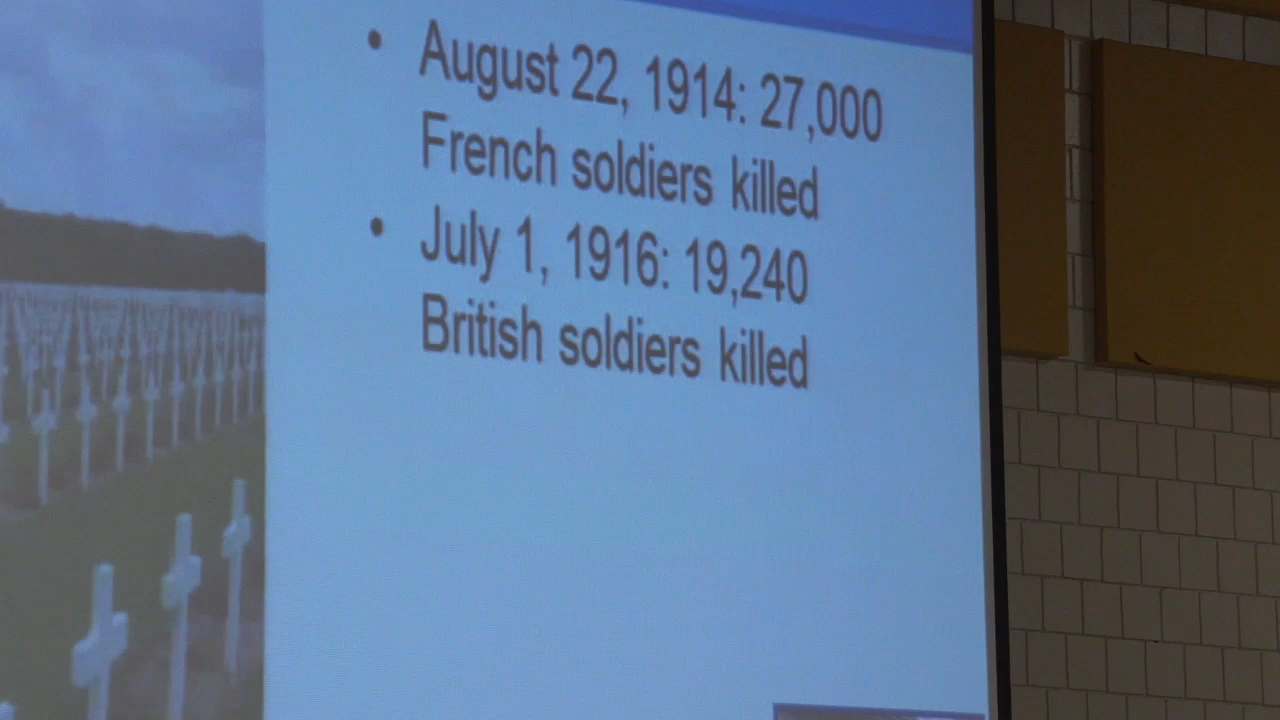 • August 22, 1914: 27,000
French soldiers killed
• July 1, 1916: 19,240
British soldiers killed